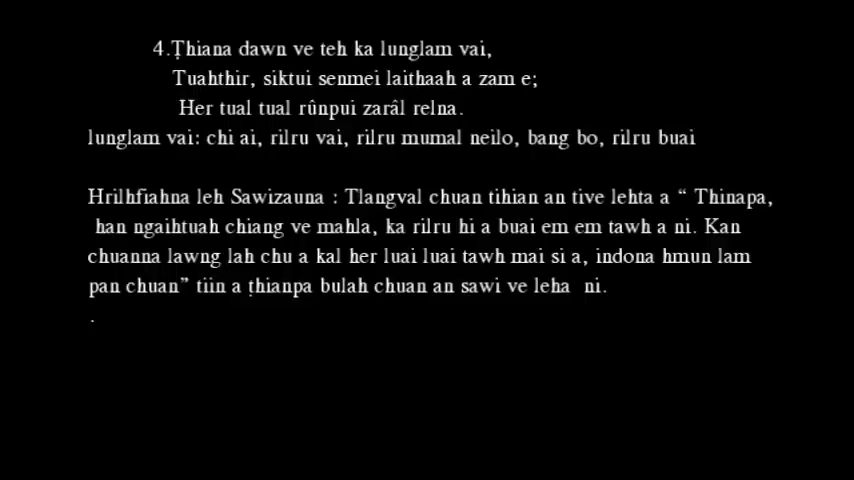 4.Ṭhiana dawn ve teh ka lunglam vai,
Tuahthir, siktui senmei laithaah a zam e;
Her tual tual rûnpui zarâl relna.
lunglam vai: chi ai, rilru vai, rilru mumal neilo, bang bo, rilru buai
Hrilhfiahna leh Sawizauna : Tlangval chuan tihian an tive lehta a “ Thinapa,
han ngaihtuah chiang ve mahla, ka rilru hi a buai em em tawh a ni. Kan
chuanna lawng lah chu a kal her luai luai tawh mai si a, indona hmun lam
pan chuan” tiin a ṭhianpa bulah chuan an sawi ve leha ni.
.